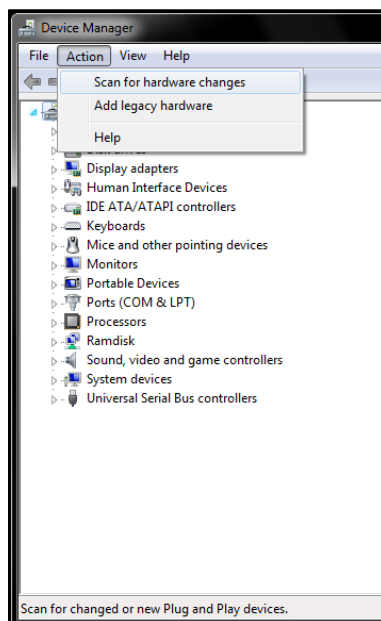 Device Manager
File Action View Help
Scan for hardware changes
Add legacy hardware
Help
Display adapters
Human Interface Devices
IDE ATA/ATAPI controllers
Keyboards
Mice and other pointing devices
Monitors
Portable Devices
Ports (COM & LPT)
Processors
Ramdisk
Sound, video and game controllers
System devices
Universal Serial Bus controllers
Scan for changed or new Plug and Play devices.